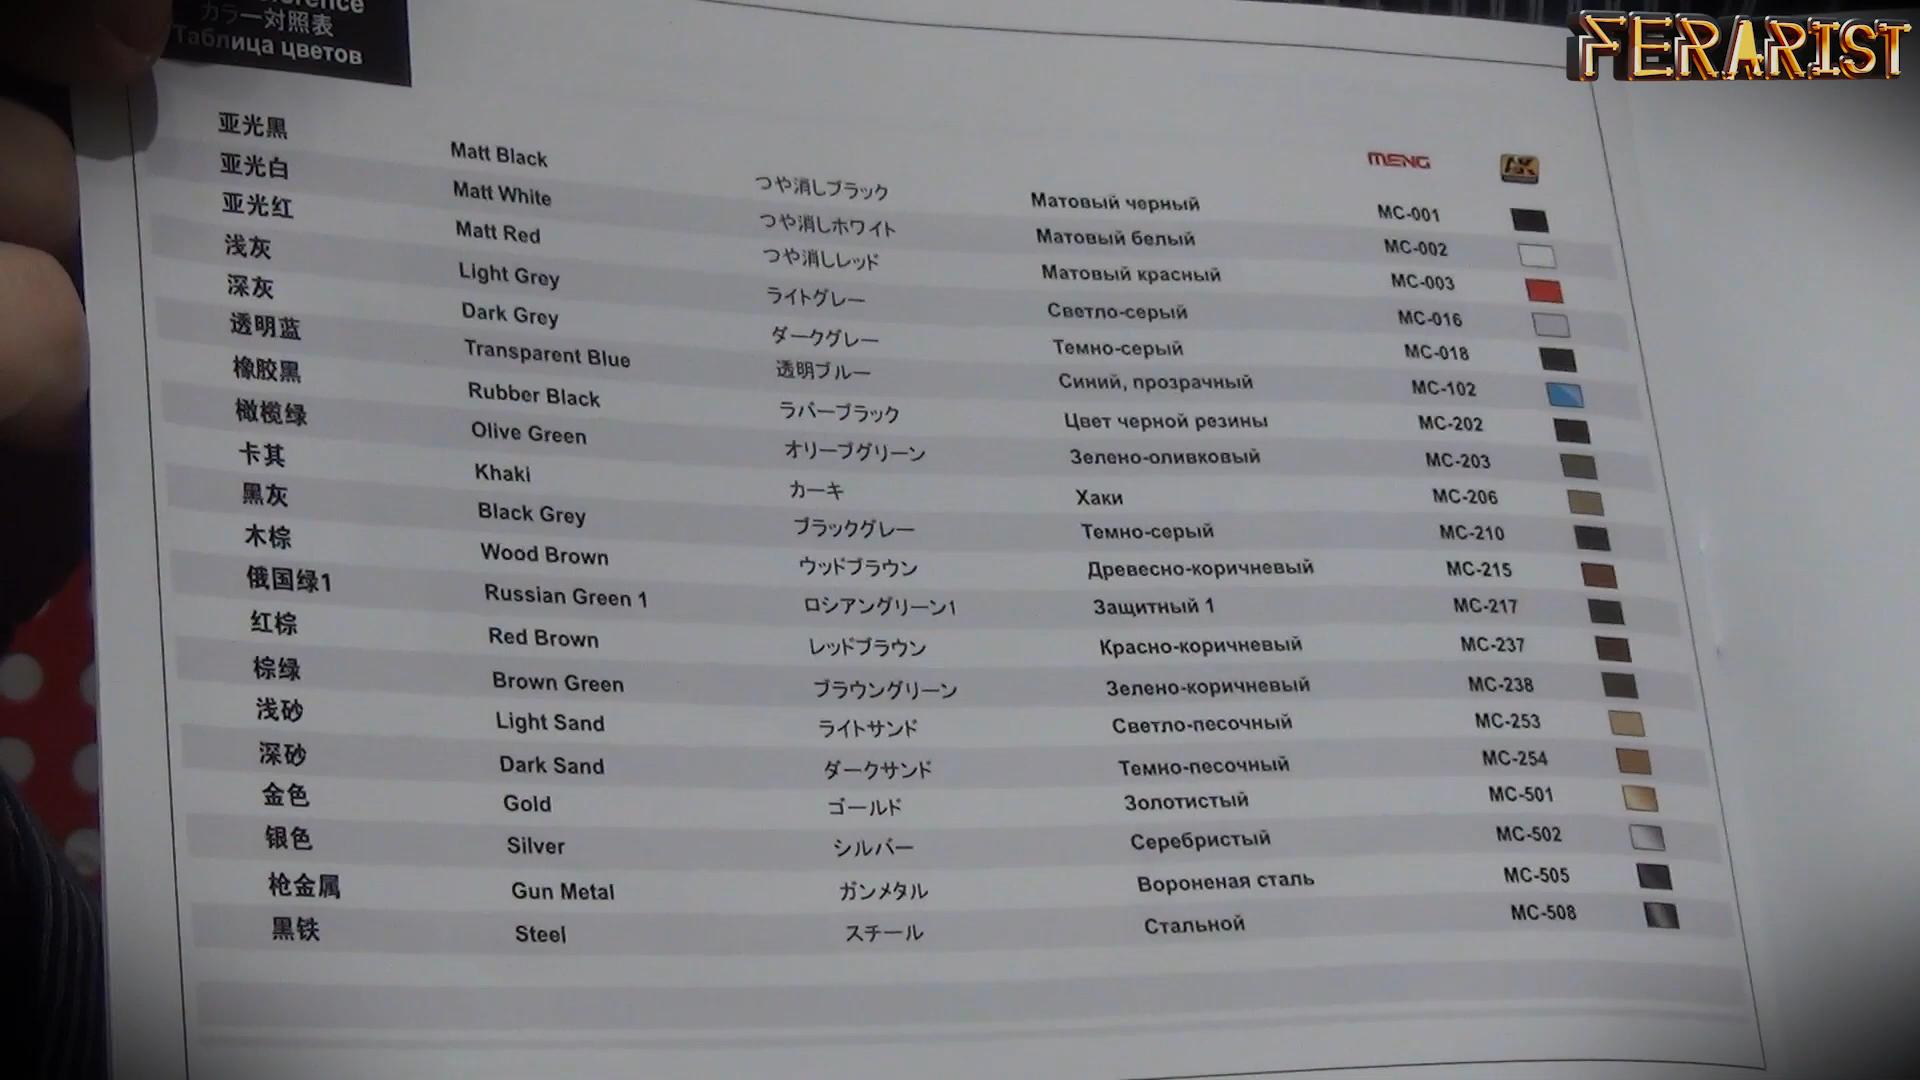 FERARIST
カラー対照表
Таблица цветов
MENG AK
亚光黑 Matt Black つや消しブラック Матовый черный MC-001
亚光白 Matt White つや消しホワイト Матовый белый MC-002
亚光红 Matt Red つや消しレッド Матовый красный MC-003
浅灰 Light Grey ライトグレー Светло-серый MC-016
深灰 Dark Grey ダークグレー Темно-серый MC-018
透明蓝 Transparent Blue 透明ブルー Синий, прозрачный MC-102
橡胶黑 Rubber Black ラバーブラック Цвет черной резины MC-202
橄榄绿 Olive Green オリーブグリーン Зелено-оливковый MC-203
卡其 Khaki カーキ Хаки MC-206
黑灰 Black Grey ブラックグレー Темно-серый MC-210
木棕 Wood Brown ウッドブラウン Древесно-коричневый MC-215
俄国绿1 Russian Green 1 ロシアングリーン1 Защитный 1 MC-217
红棕 Red Brown レッドブラウン Красно-коричневый MC-237
棕绿 Brown Green ブラウングリーン Зелено-коричневый MC-238
浅砂 Light Sand ライトサンド Светло-песочный MC-253
深砂 Dark Sand ダークサンド Темно-песочный MC-254
金色 Gold ゴールド Золотистый MC-501
银色 Silver シルバー Серебристый MC-502
枪金属 Gun Metal ガンメタル Вороненая сталь MC-505
黑铁 Steel スチール Стальной MC-508